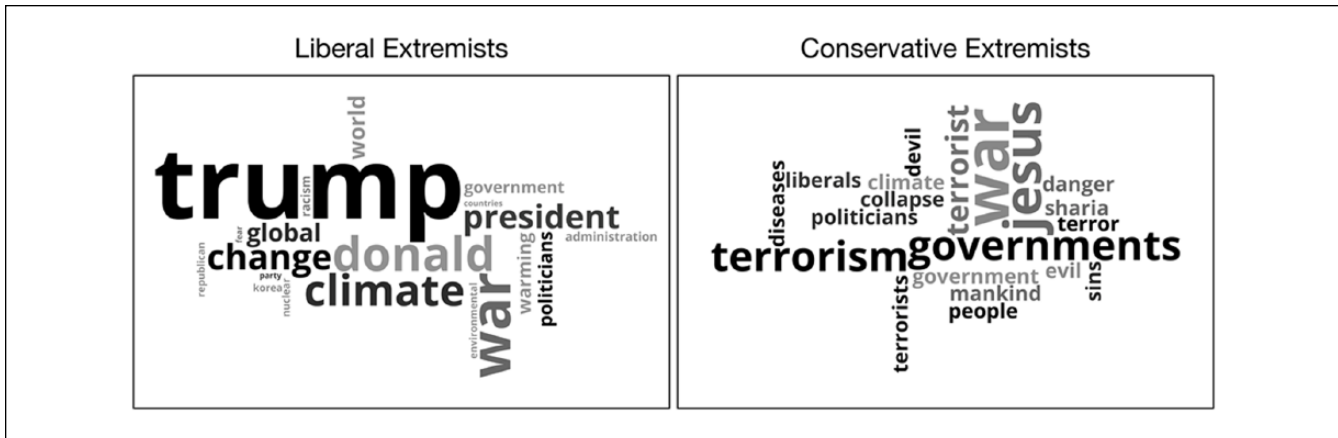 Liberal Extremists
world
trump
racism
government
countries
president
administration
fear
global
republican
change
donald
party
korea
nuclear
climate
environmental
war
warming
politicians
Conservative Extremists
devil
terrorist
war
jesus
diseases
liberals
climate
collapse
politicians
danger
sharia
terror
terrorism
governments
terrorists
government
evil
sins
mankind
people